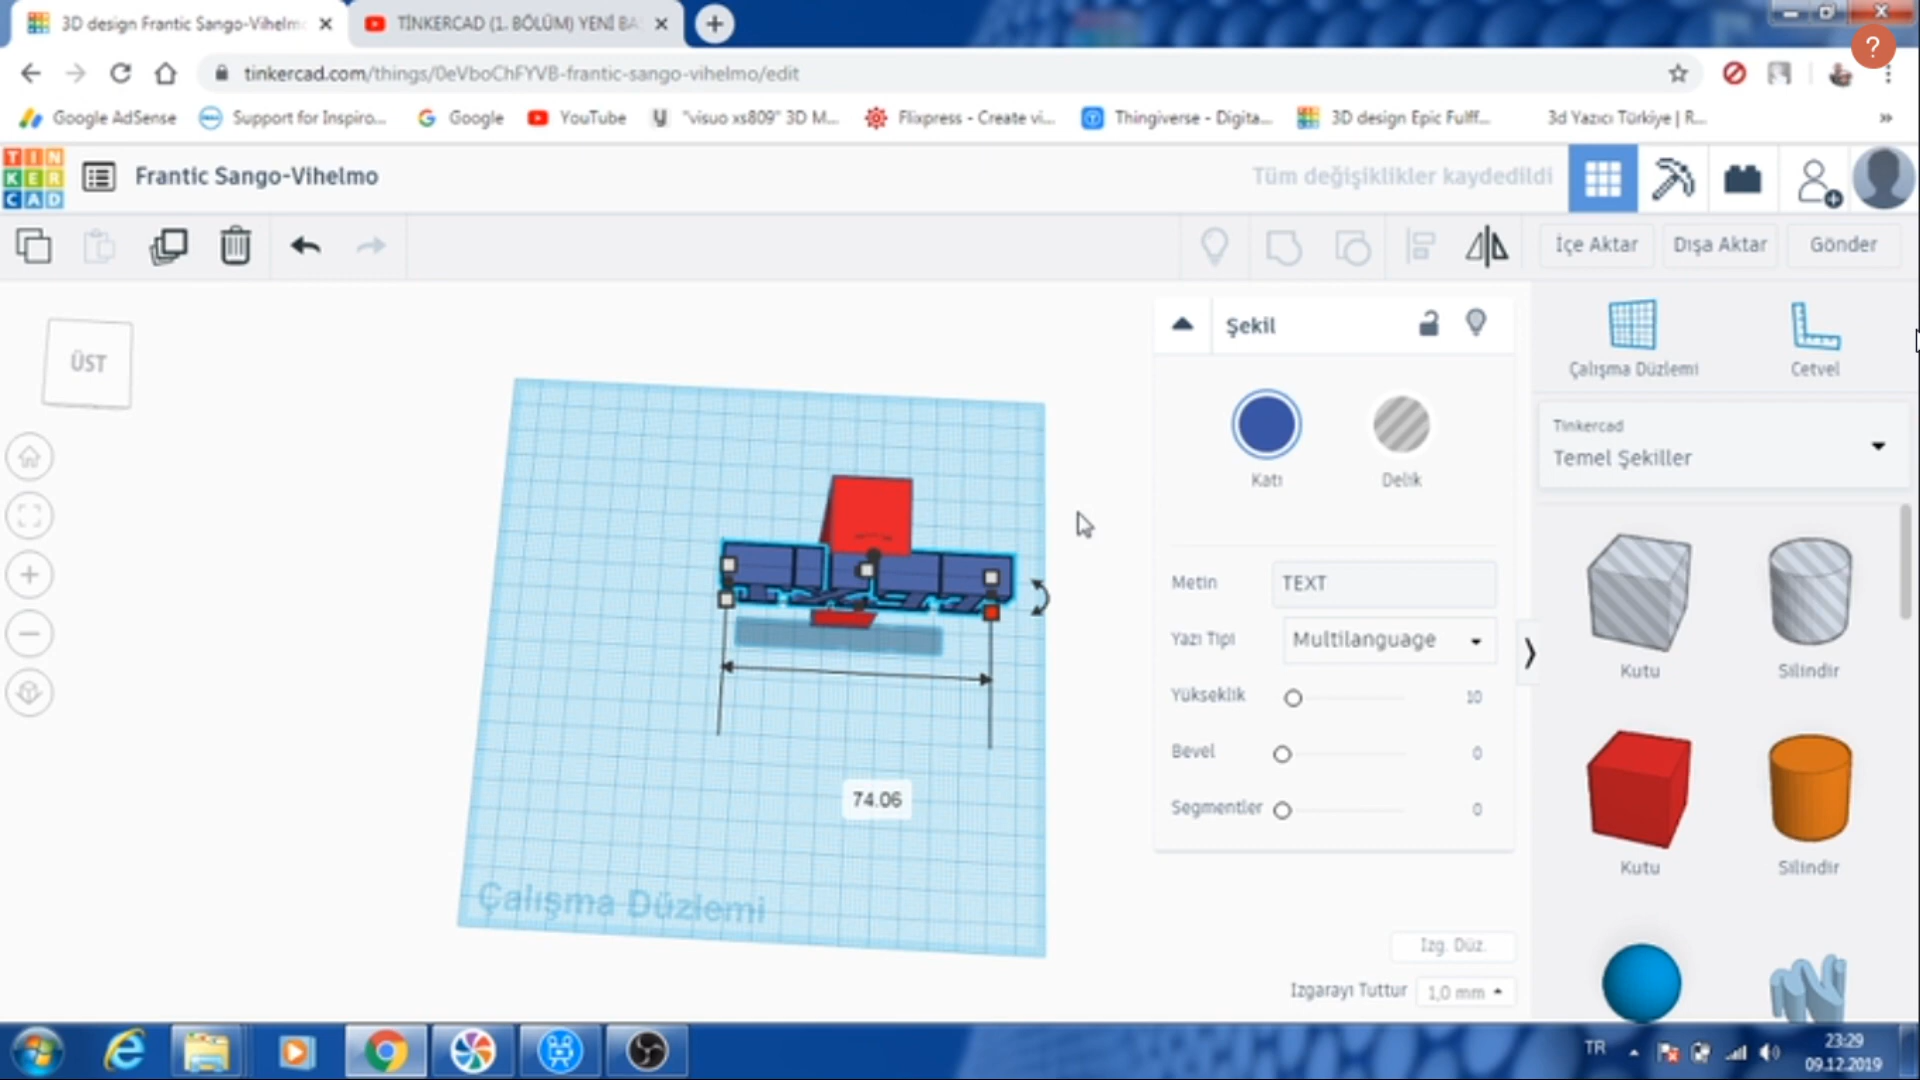 3D design Frantic Sango-Vihelm
TİNKERCAD (1. BÖLÜM) YENİ BA
tinkercad.com/things/0eVboChFYVB-frantic-sango-vihelmo/edit
Google AdSense
Support for Inspiro...
Google
YouTube
"visuo xs809" 3D M...
Flixpress - Create vi...
Thingiverse - Digita...
3D design Epic Fulff...
3d Yazıcı Türkiye | R...
TIN
KER
CAD
Frantic Sango-Vihelmo
Tüm değişiklikler kaydedildi
İçe Aktar
Dışa Aktar
Gönder
ÜST
Şekil
Katı
Delik
Metin
TEXT
Yazı Tipi
Multilanguage
Yükseklik
10
Bevel
0
Segmentler
0
Çalışma Düzlemi
Cetvel
Tinkercad
Temel Şekiller
Kutu
Silindir
Kutu
Silindir
74.06
Çalışma Düzlemi
Izg. Düz.
Izgarayı Tuttur
1,0 mm
TR
23:29
09.12.2019